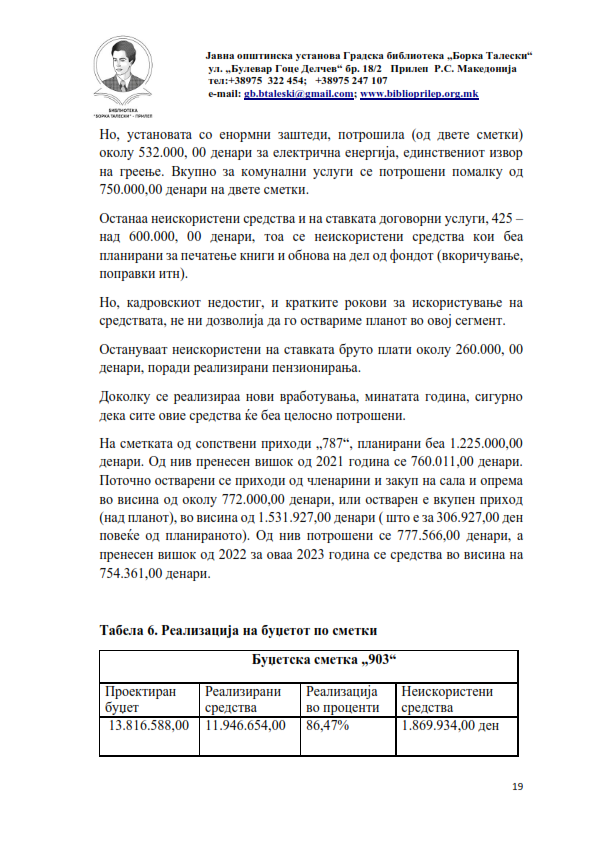 БИБЛИОТЕКА
"БОРКА ТАЛЕСКИ" - ПРИЛЕП
Јавна општинска установа Градска библиотека „Борка Талески“
ул. „Булевар Гоце Делчев“ бр. 18/2 Прилеп Р.С. Македонија
тел:+38975 322 454; +38975 247 107
e-mail: gb.btaleski@gmail.com; www.biblioprilep.org.mk
Но, установата со енормни заштеди, потрошила (од двете сметки)
околу 532.000, 00 денари за електрична енергија, единствениот извор
на греење. Вкупно за комунални услуги се потрошени помалку од
750.000,00 денари на двете сметки.
Останаа неискористени средства и на ставката договорни услуги, 425 –
над 600.000, 00 денари, тоа се неискористени средства кои беа
планирани за печатење книги и обнова на дел од фондот (вкоричување,
поправки итн).
Но, кадровскиот недостиг, и кратките рокови за искористување на
средствата, не ни дозволија да го оствариме планот во овој сегмент.
Остануваат неискористени на ставката бруто плати околу 260.000, 00
денари, поради реализирани пензионирања.
Доколку се реализираа нови вработувања, минатата година, сигурно
дека сите овие средства ќе беа целосно потрошени.
На сметката од сопствени приходи „787“, планирани беа 1.225.000,00
денари. Од нив пренесен вишок од 2021 година се 760.011,00 денари.
Поточно остварени се приходи од членарини и закуп на сала и опрема
во висина од околу 772.000,00 денари, или остварен е вкупен приход
(над планот), во висина од 1.531.927,00 денари ( што е за 306.927,00 ден
повеќе од планираното). Од нив потрошени се 777.566,00 денари, а
пренесен вишок од 2022 за оваа 2023 година се средства во висина на
754.361,00 денари.
Табела 6. Реализација на буџетот по сметки
Буџетска сметка „903“
Проектиран буџет Реализирани средства Реализација во проценти Неискористени средства
13.816.588,00 11.946.654,00 86,47% 1.869.934,00 ден
19